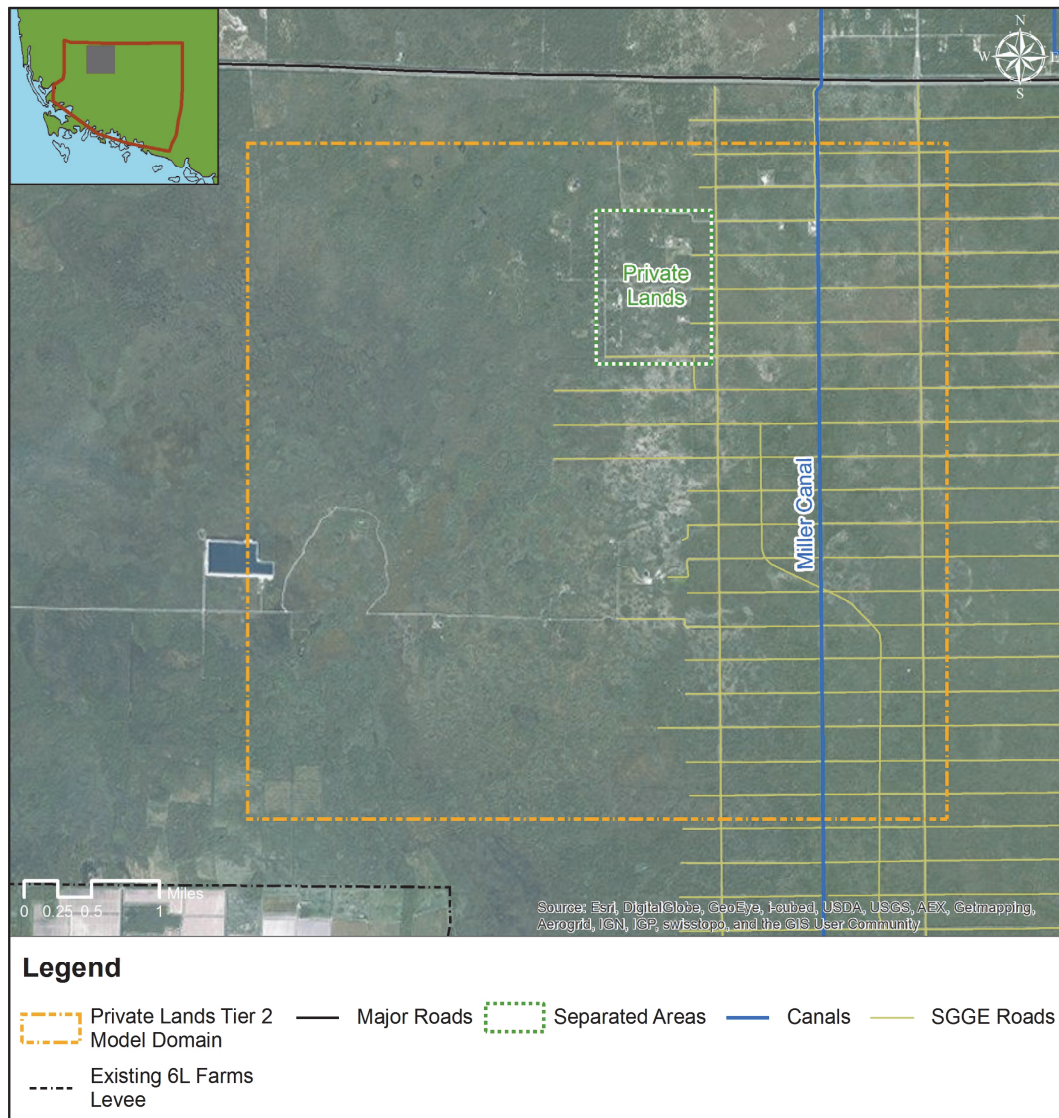 N
W E
S
Private
Lands
Miller Canal
Miles
0 0.25 0.5 1
Source: Esri, DigitalGlobe, GeoEye, i-cubed, USDA, USGS, AEX, Getmapping,
Aerogrid, IGN, IGP, swisstopo, and the GIS User Community
Legend
Private Lands Tier 2
Model Domain
Major Roads
Separated Areas
Canals
SGGE Roads
Existing 6L Farms
Levee